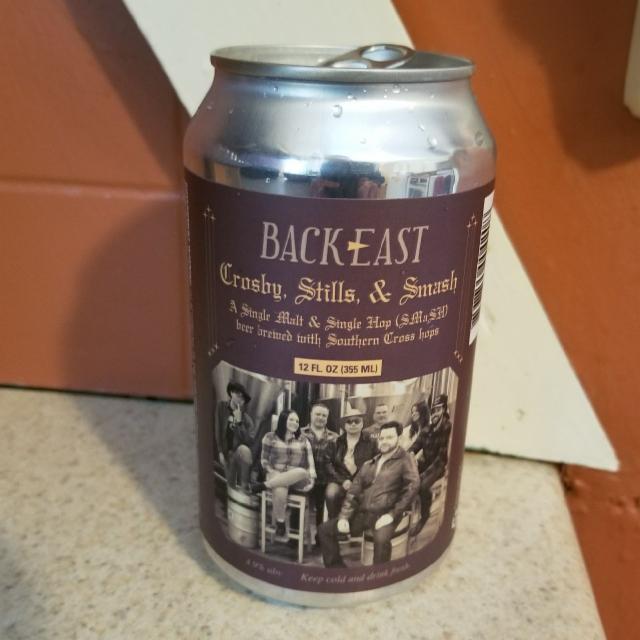 BACK EAST
Crosby, Stills, & Smash
A Single Malt & Single Hop (SMaSH)
beer brewed with Southern Cross hops
12 FL. OZ (355 ML)
Keep cold and drink fresh